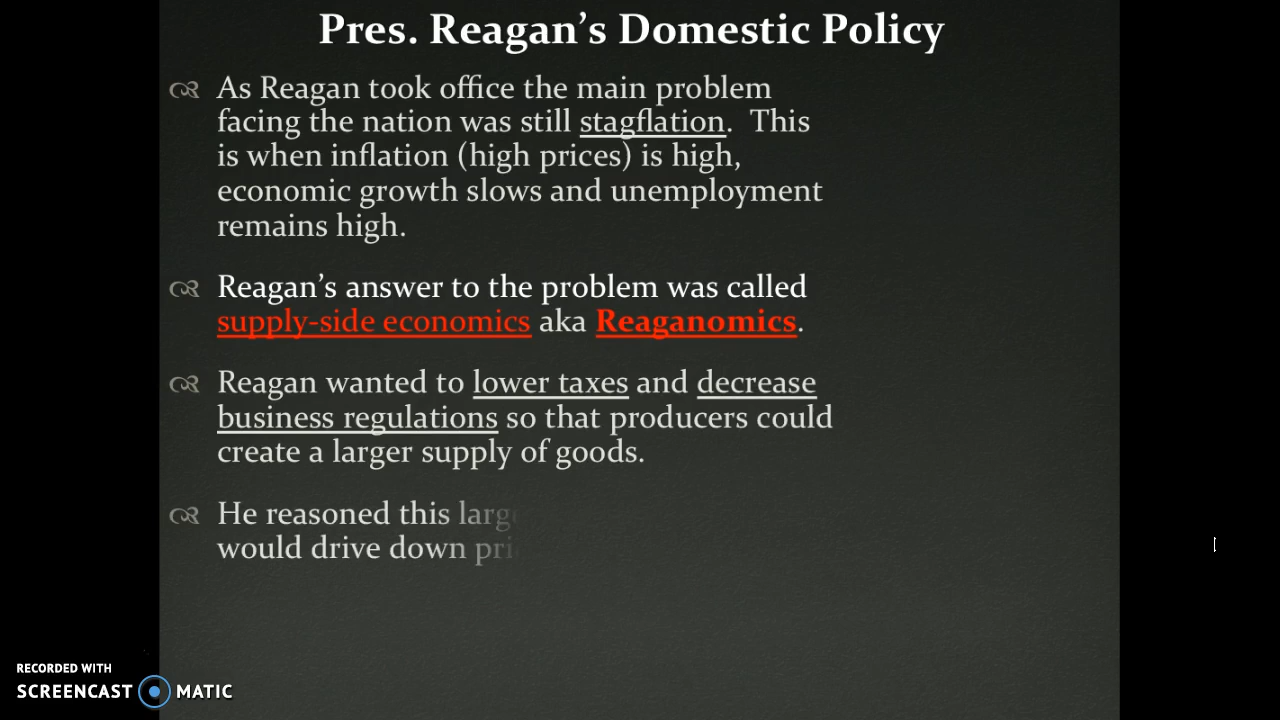 Pres. Reagan’s Domestic Policy
As Reagan took office the main problem
facing the nation was still stagflation.  This
is when inflation (high prices) is high,
economic growth slows and unemployment
remains high.
Reagan’s answer to the problem was called
supply-side economics aka Reaganomics.
Reagan wanted to lower taxes and decrease
business regulations so that producers could
create a larger supply of goods.
He reasoned this
would drive down
RECORDED WITH
SCREENCAST MATIC